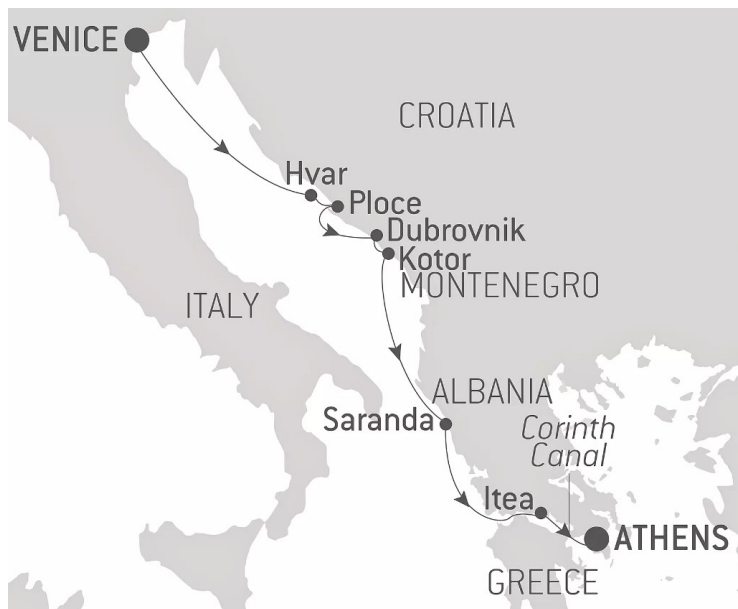 VENICE
CROATIA
Hvar
Ploce
Dubrovnik
Kotor
MONTENEGRO
ITALY
ALBANIA
Saranda
Corinth
Canal
Itea
ATHENS
GREECE